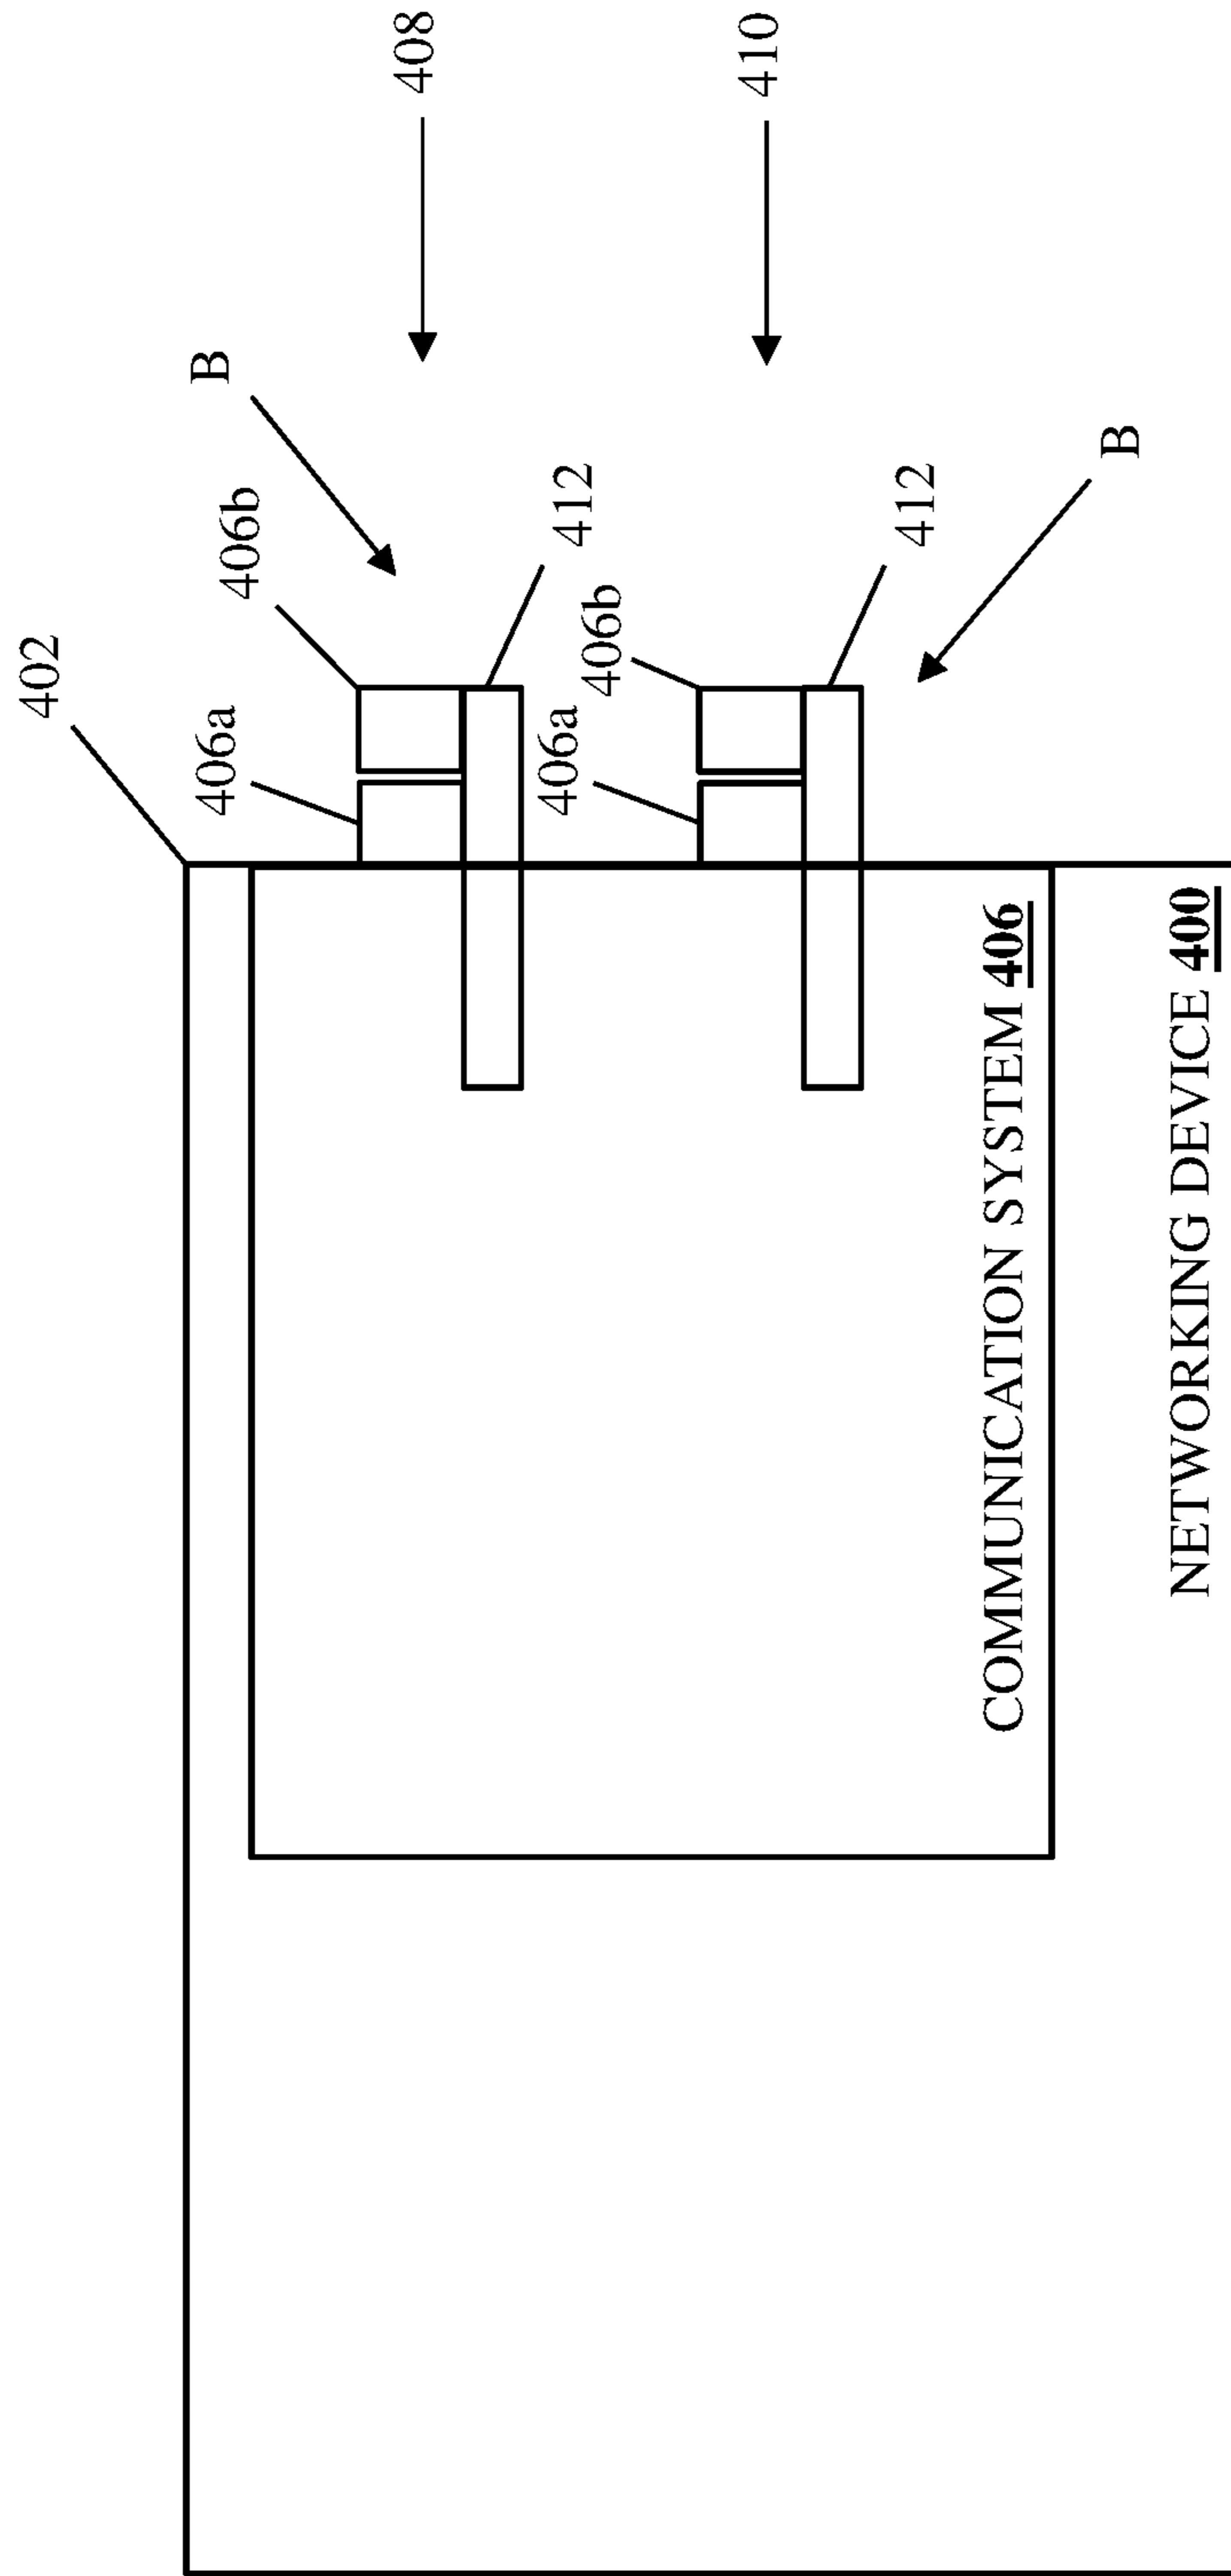 402
B
408
406b
406a
412
410
406b
406a
412
B
COMMUNICATION SYSTEM 406
NETWORKING DEVICE 400